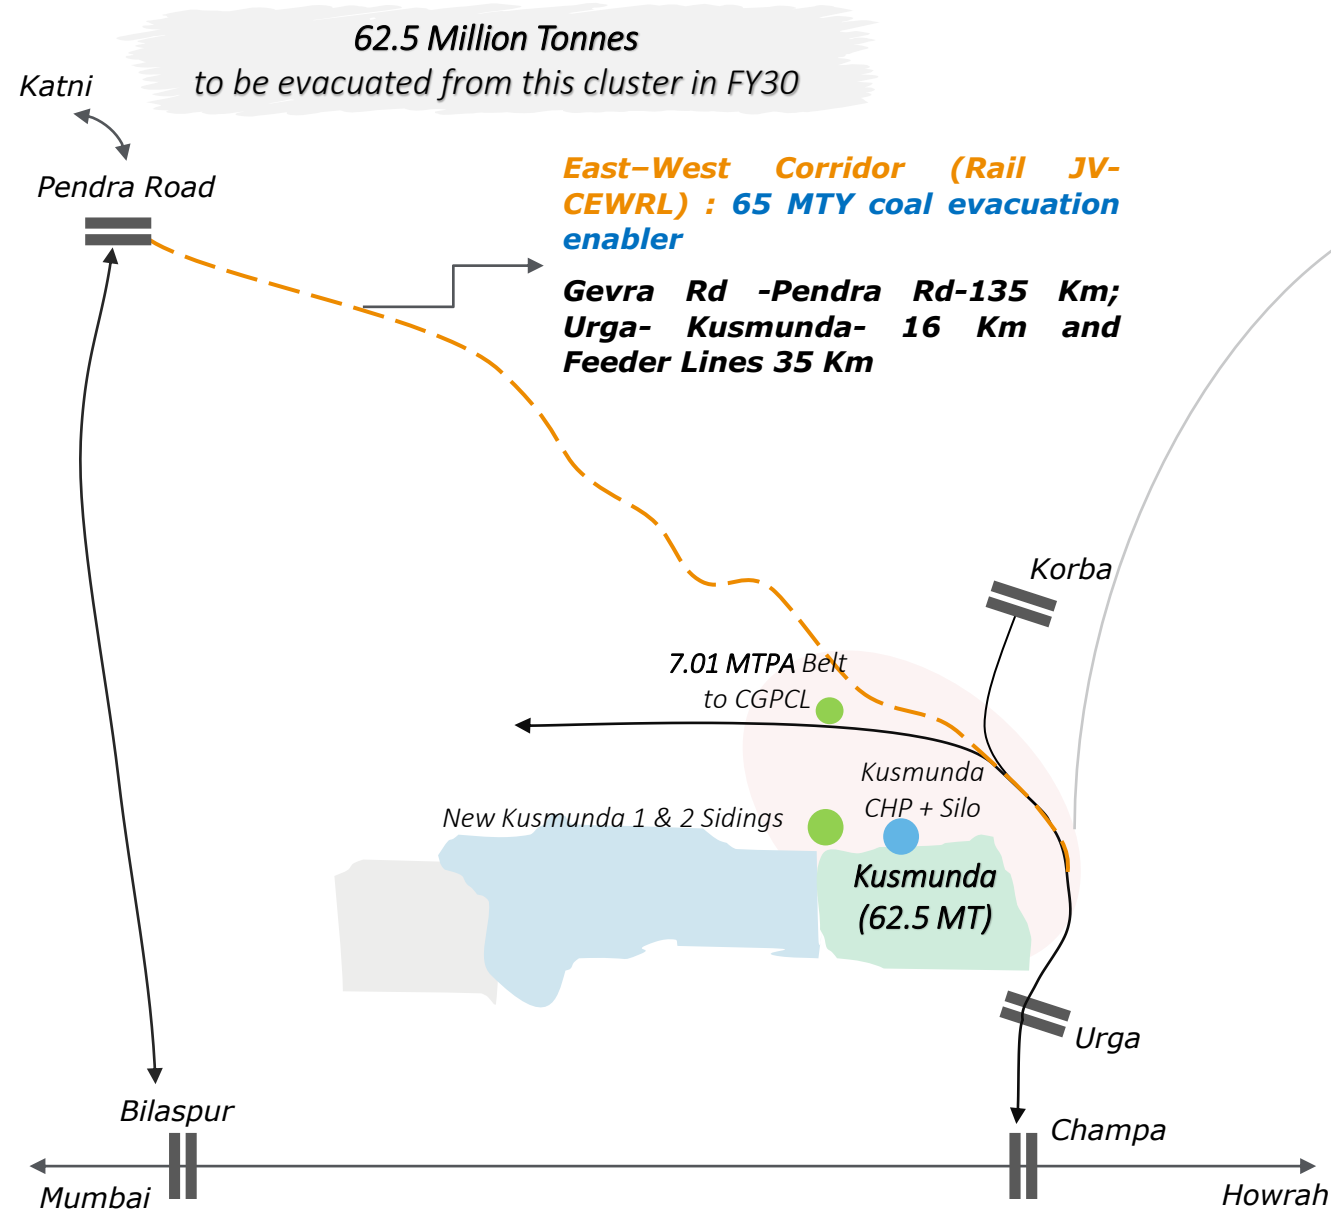 62.5 Million Tonnes
to be evacuated from this cluster in FY30
Katni
Pendra Road
East–West Corridor (Rail JV-
CEWRL) : 65 MTY coal evacuation
enabler
Gevra Rd -Pendra Rd-135 Km;
Urga- Kusmunda- 16 Km and
Feeder Lines 35 Km
Korba
7.01 MTPA Belt
to CGPCL
Kusmunda
CHP + Silo
New Kusmunda 1 & 2 Sidings
Kusmunda
(62.5 MT)
Urga
Bilaspur
Champa
Mumbai
Howrah